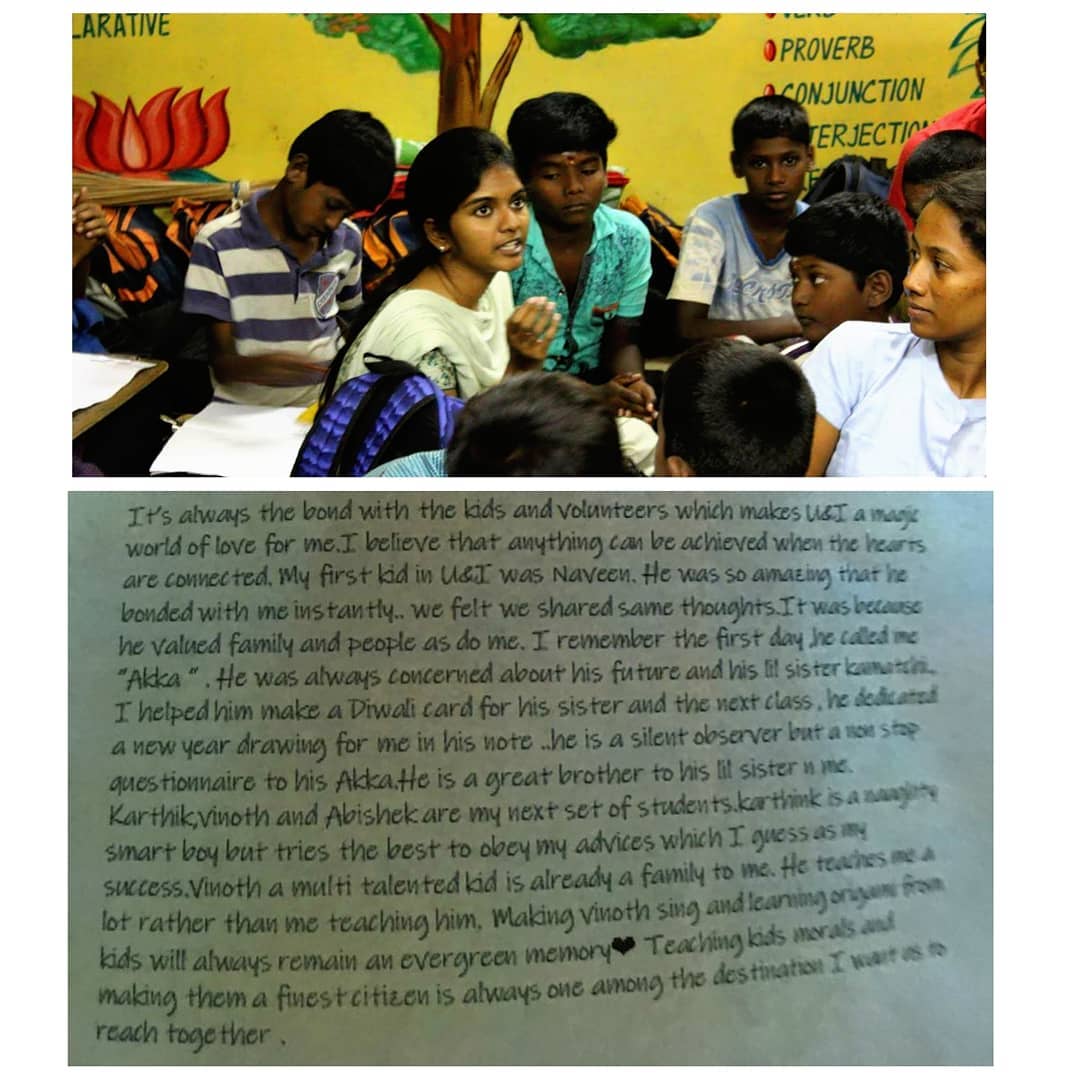 LARATIVE
VERB
PROVERB
CONJUNCTION
TERJECTION
It's always the bond with the kids and volunteers which makes U&I a magic
world of love for me.I believe that anything can be achieved when the hearts
are connected. My first kid in U&I was Naveen. He was so amazing that he
bonded with me instantly.. we felt we shared same thoughts.It was because
he valued family and people as do me. I remember the first day ,he called me
"Akka " . He was always concerned about his future and his lil sister kamatchi..
I helped him make a Diwali card for his sister and the next class , he dedicated
a new year drawing for me in his note ..he is a silent observer but a non stop
questionnaire to his Akka.He is a great brother to his lil sister n me.
Karthik,Vinoth and Abishek are my next set of students.karthink is a naughty
smart boy but tries the best to obey my advices which I guess as my
success.Vinoth a multi talented kid is already a family to me. He teaches me a
lot rather than me teaching him. Making Vinoth sing and learning origami from
kids will always remain an evergreen memory❤ Teaching kids morals and
making them a finest citizen is always one among the destination I want us to
reach together .